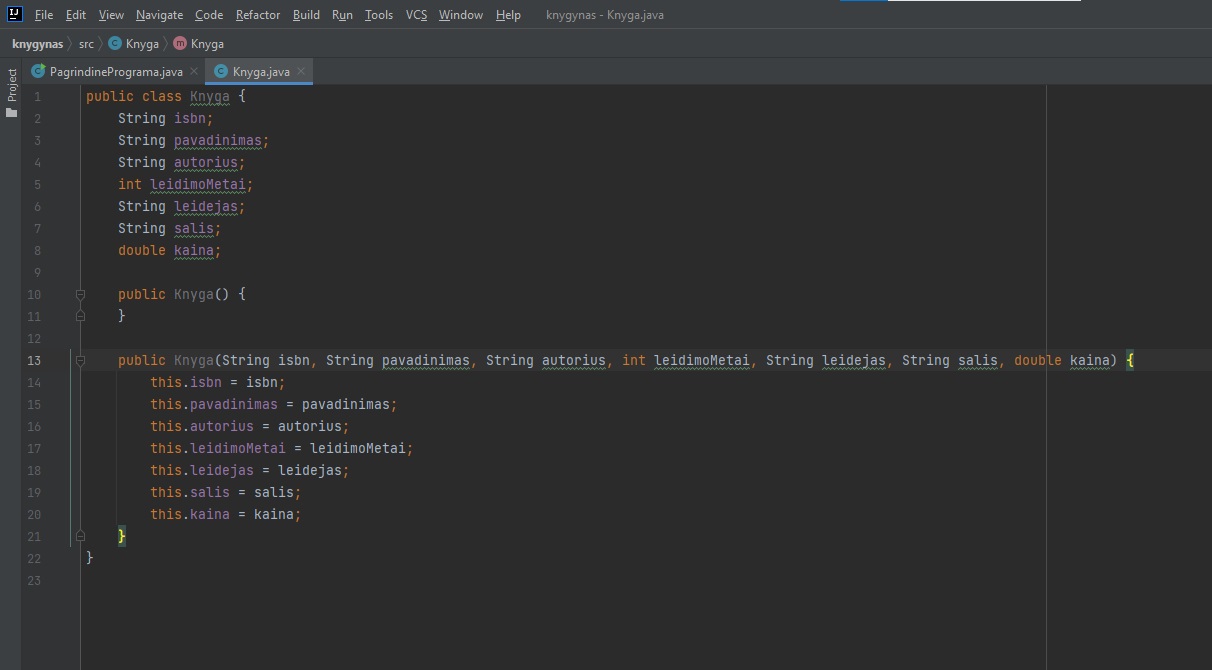 IJ File Edit View Navigate Code Refactor Build Run Tools VCS Window Help knygynas - Knyga.java
knygynas src C Knyga m Knyga
Project
C PagrindinePrograma.java C Knyga.java
1 public class Knyga {
2 String isbn;
3 String pavadinimas;
4 String autorius;
5 int leidimoMetai;
6 String leidejas;
7 String salis;
8 double kaina;
9
10 public Knyga() {
11 }
12
13 public Knyga(String isbn, String pavadinimas, String autorius, int leidimoMetai, String leidejas, String salis, double kaina) {
14 this.isbn = isbn;
15 this.pavadinimas = pavadinimas;
16 this.autorius = autorius;
17 this.leidimoMetai = leidimoMetai;
18 this.leidejas = leidejas;
19 this.salis = salis;
20 this.kaina = kaina;
21 }
22 }
23